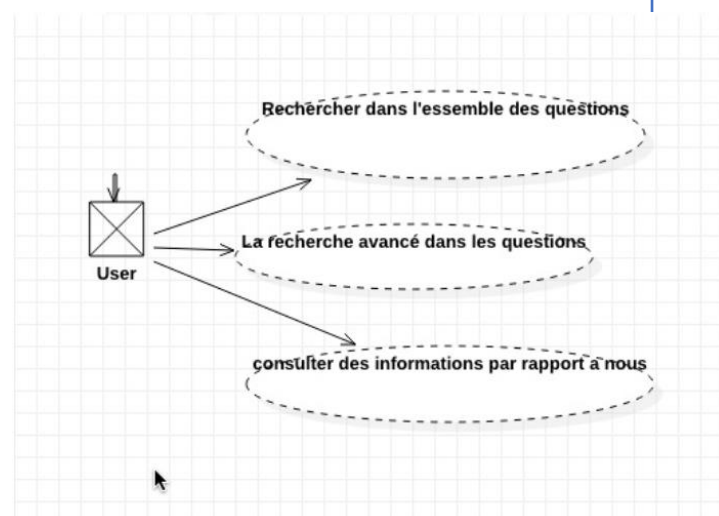 Rechercher dans l'essemble des questions
La recherche avancé dans les questions
User
consulter des informations par rapport a nous